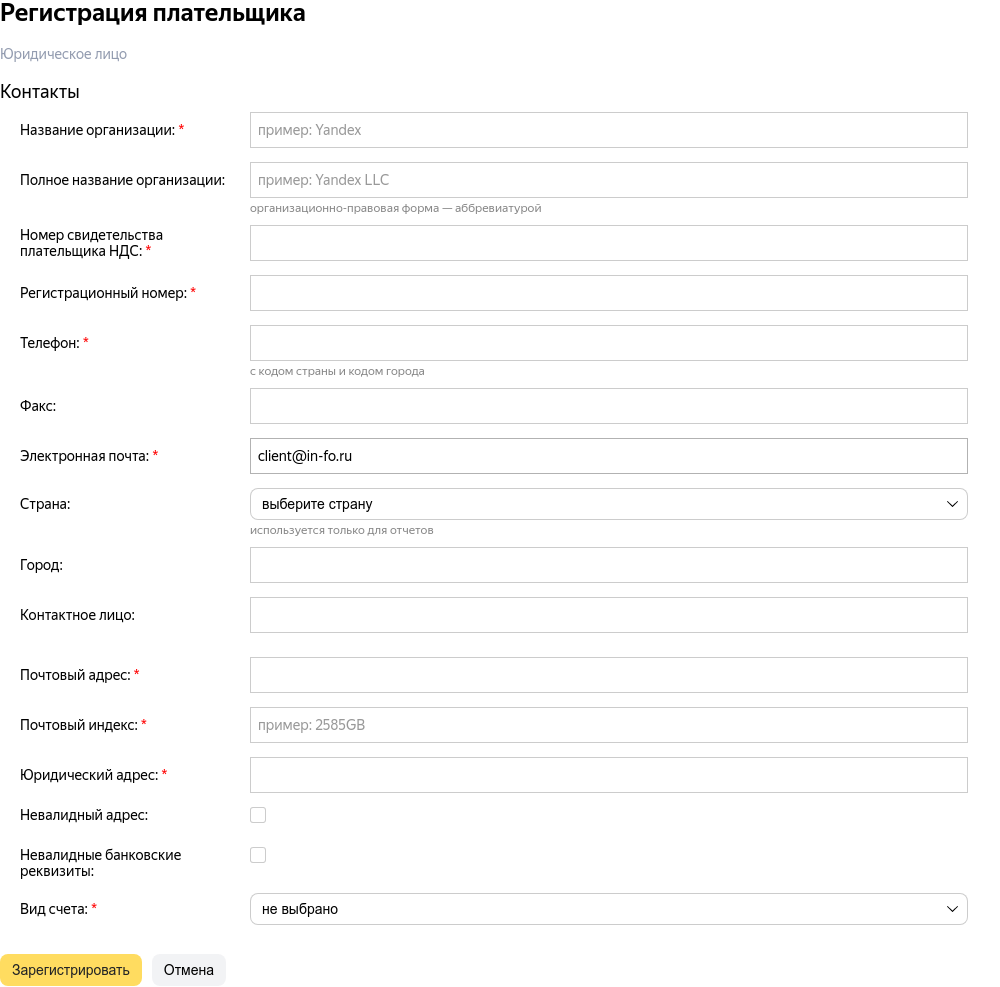 Регистрация плательщика
Юридическое лицо
Контакты
Название организации: *
пример: Yandex
Полное название организации:
пример: Yandex LLC
организационно-правовая форма — аббревиатурой
Номер свидетельства
плательщика НДС: *
Регистрационный номер: *
Телефон: *
с кодом страны и кодом города
Факс:
Электронная почта: *
client@in-fo.ru
Страна:
выберите страну
используется только для отчетов
Город:
Контактное лицо:
Почтовый адрес: *
Почтовый индекс: *
пример: 2585GB
Юридический адрес: *
Невалидный адрес:
Невалидные банковские
реквизиты:
Вид счета: *
не выбрано
Зарегистрировать
Отмена